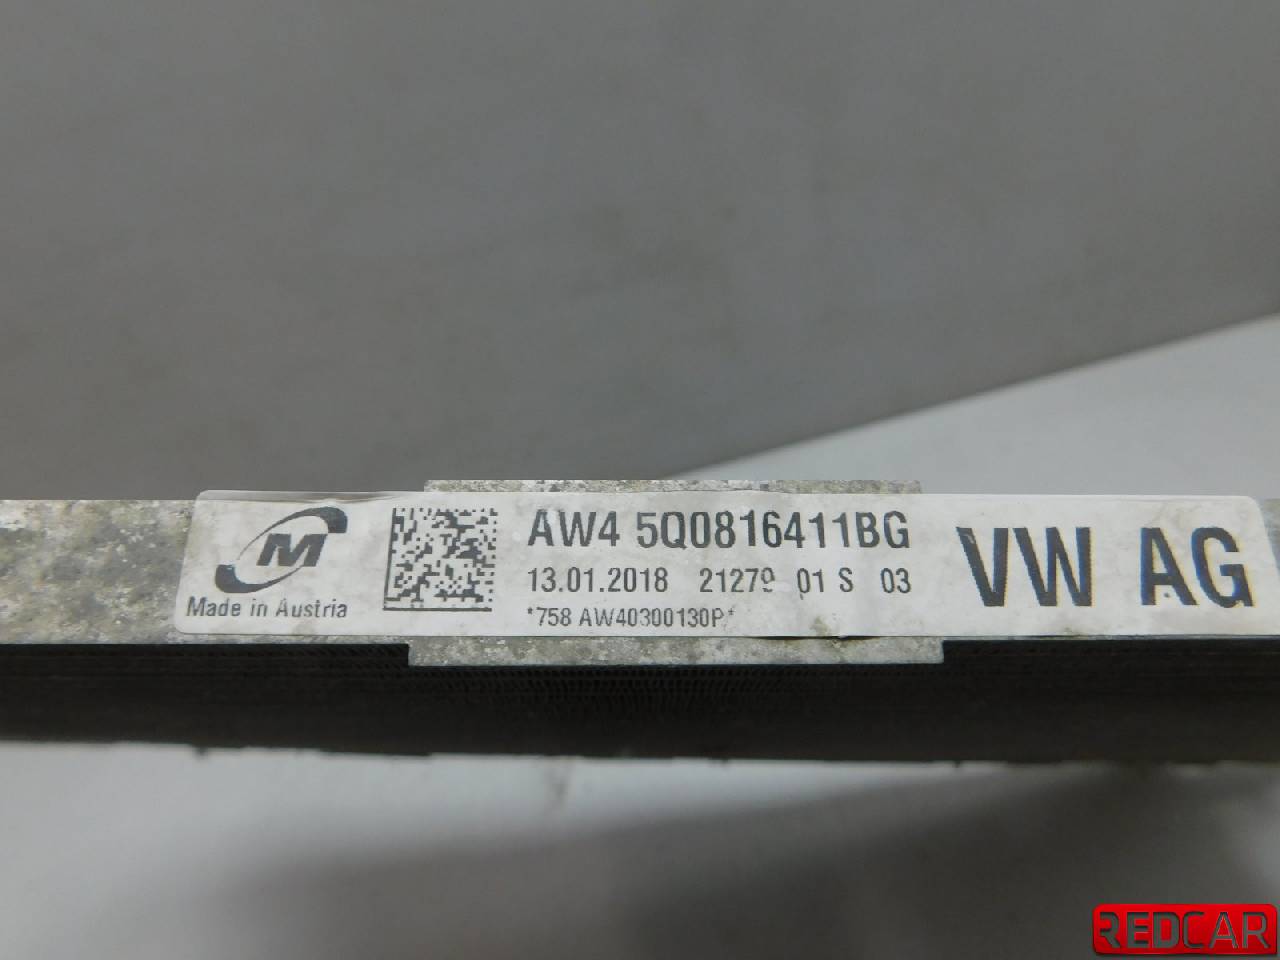 M
Made in Austria
AW4 5Q0816411BG
13.01.2018 21279 01 S 03
*758 AW40300130P*
VW AG
REDCAR